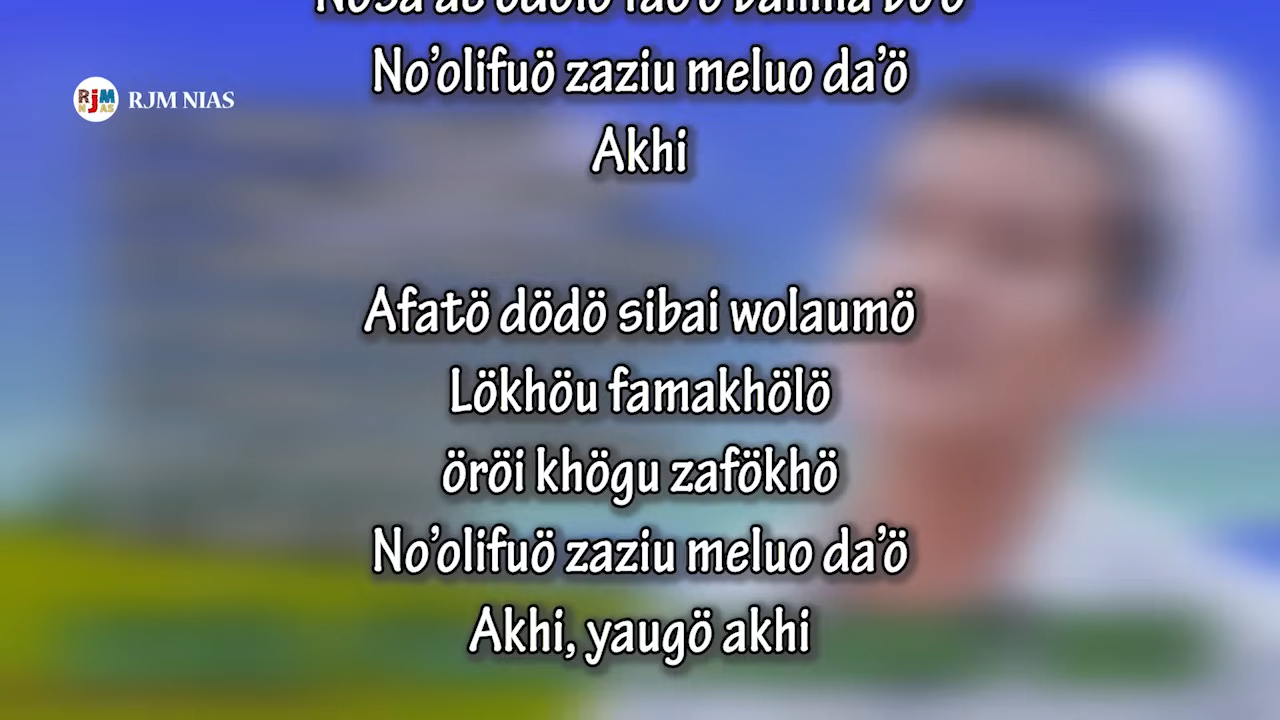 No'olifuö zaziu meluo da'ö
RJM NIAS
Akhi
Afatö dödö sibai wolaumö
Lökhöu famakhölö
öröi khögu zafökhö
No'olifuö zaziu meluo da'ö
Akhi, yaugö akhi